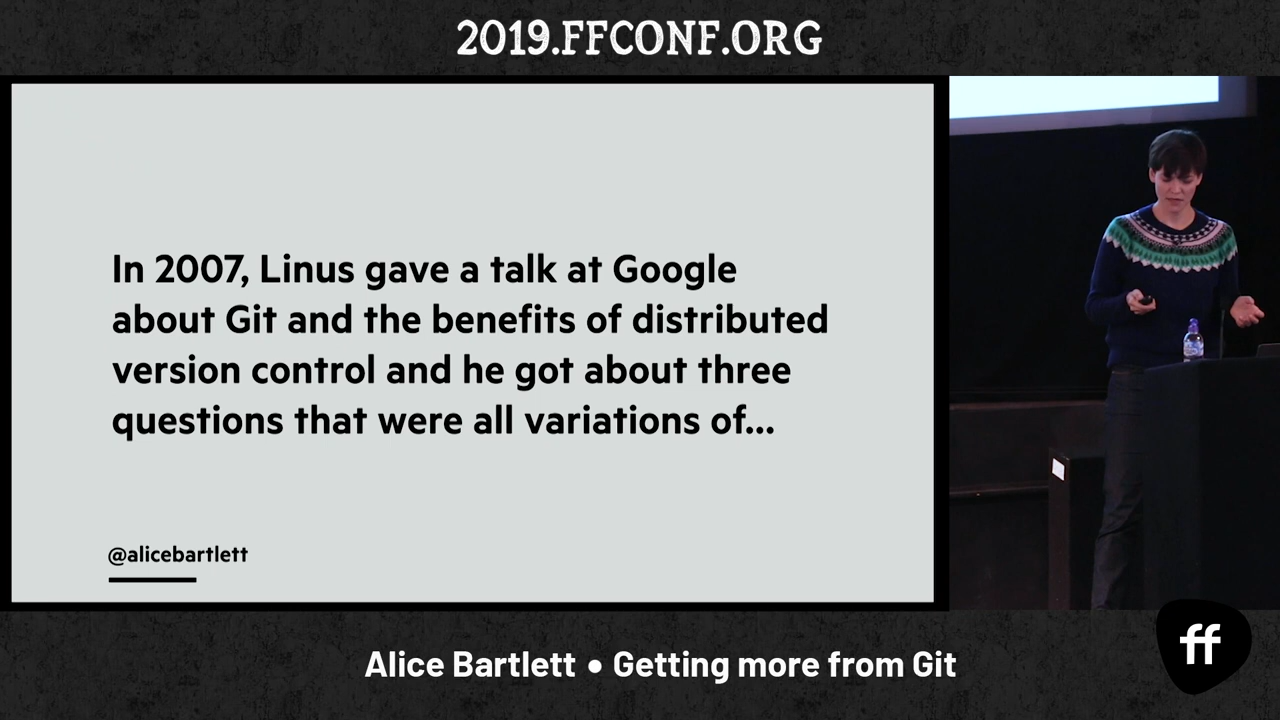 2019.FFCONF.ORG
In 2007, Linus gave a talk at Google
about Git and the benefits of distributed
version control and he got about three
questions that were all variations of...
@alicebartlett
Alice Bartlett • Getting more from Git
ff